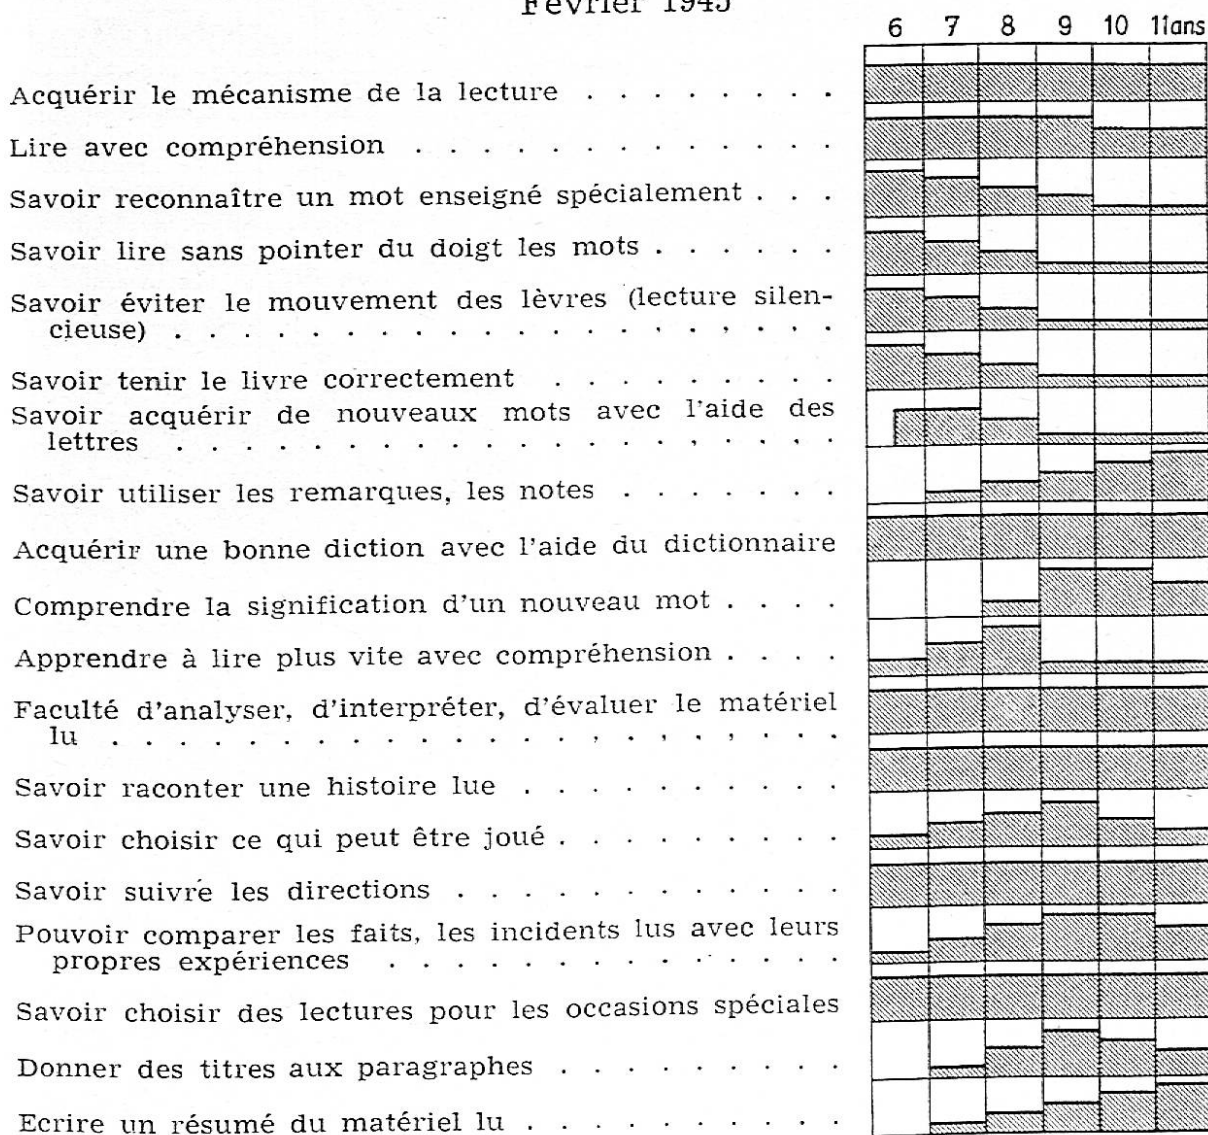 Février 1945
6 7 8 9 10 11ans
Acquérir le mécanisme de la lecture . . . . . . . .
Lire avec compréhension . . . . . . . . . . . . .
Savoir reconnaître un mot enseigné spécialement . . .
Savoir lire sans pointer du doigt les mots . . . . . .
Savoir éviter le mouvement des lèvres (lecture silen-
cieuse) . . . . . . . . . . . . . . . . . . .
Savoir tenir le livre correctement . . . . . . . . .
Savoir acquérir de nouveaux mots avec l'aide des
lettres . . . . . . . . . . . . . . . . . . .
Savoir utiliser les remarques, les notes . . . . . . .
Acquérir une bonne diction avec l'aide du dictionnaire
Comprendre la signification d'un nouveau mot . . . .
Apprendre à lire plus vite avec compréhension . . . .
Faculté d'analyser, d'interpréter, d'évaluer le matériel
lu . . . . . . . . . . . . . . . . . . . . .
Savoir raconter une histoire lue . . . . . . . . . .
Savoir choisir ce qui peut être joué . . . . . . . . .
Savoir suivre les directions . . . . . . . . . . . .
Pouvoir comparer les faits, les incidents lus avec leurs
propres expériences . . . . . . . . . . . . .
Savoir choisir des lectures pour les occasions spéciales
Donner des titres aux paragraphes . . . . . . . . .
Ecrire un résumé du matériel lu . . . . . . . . . .